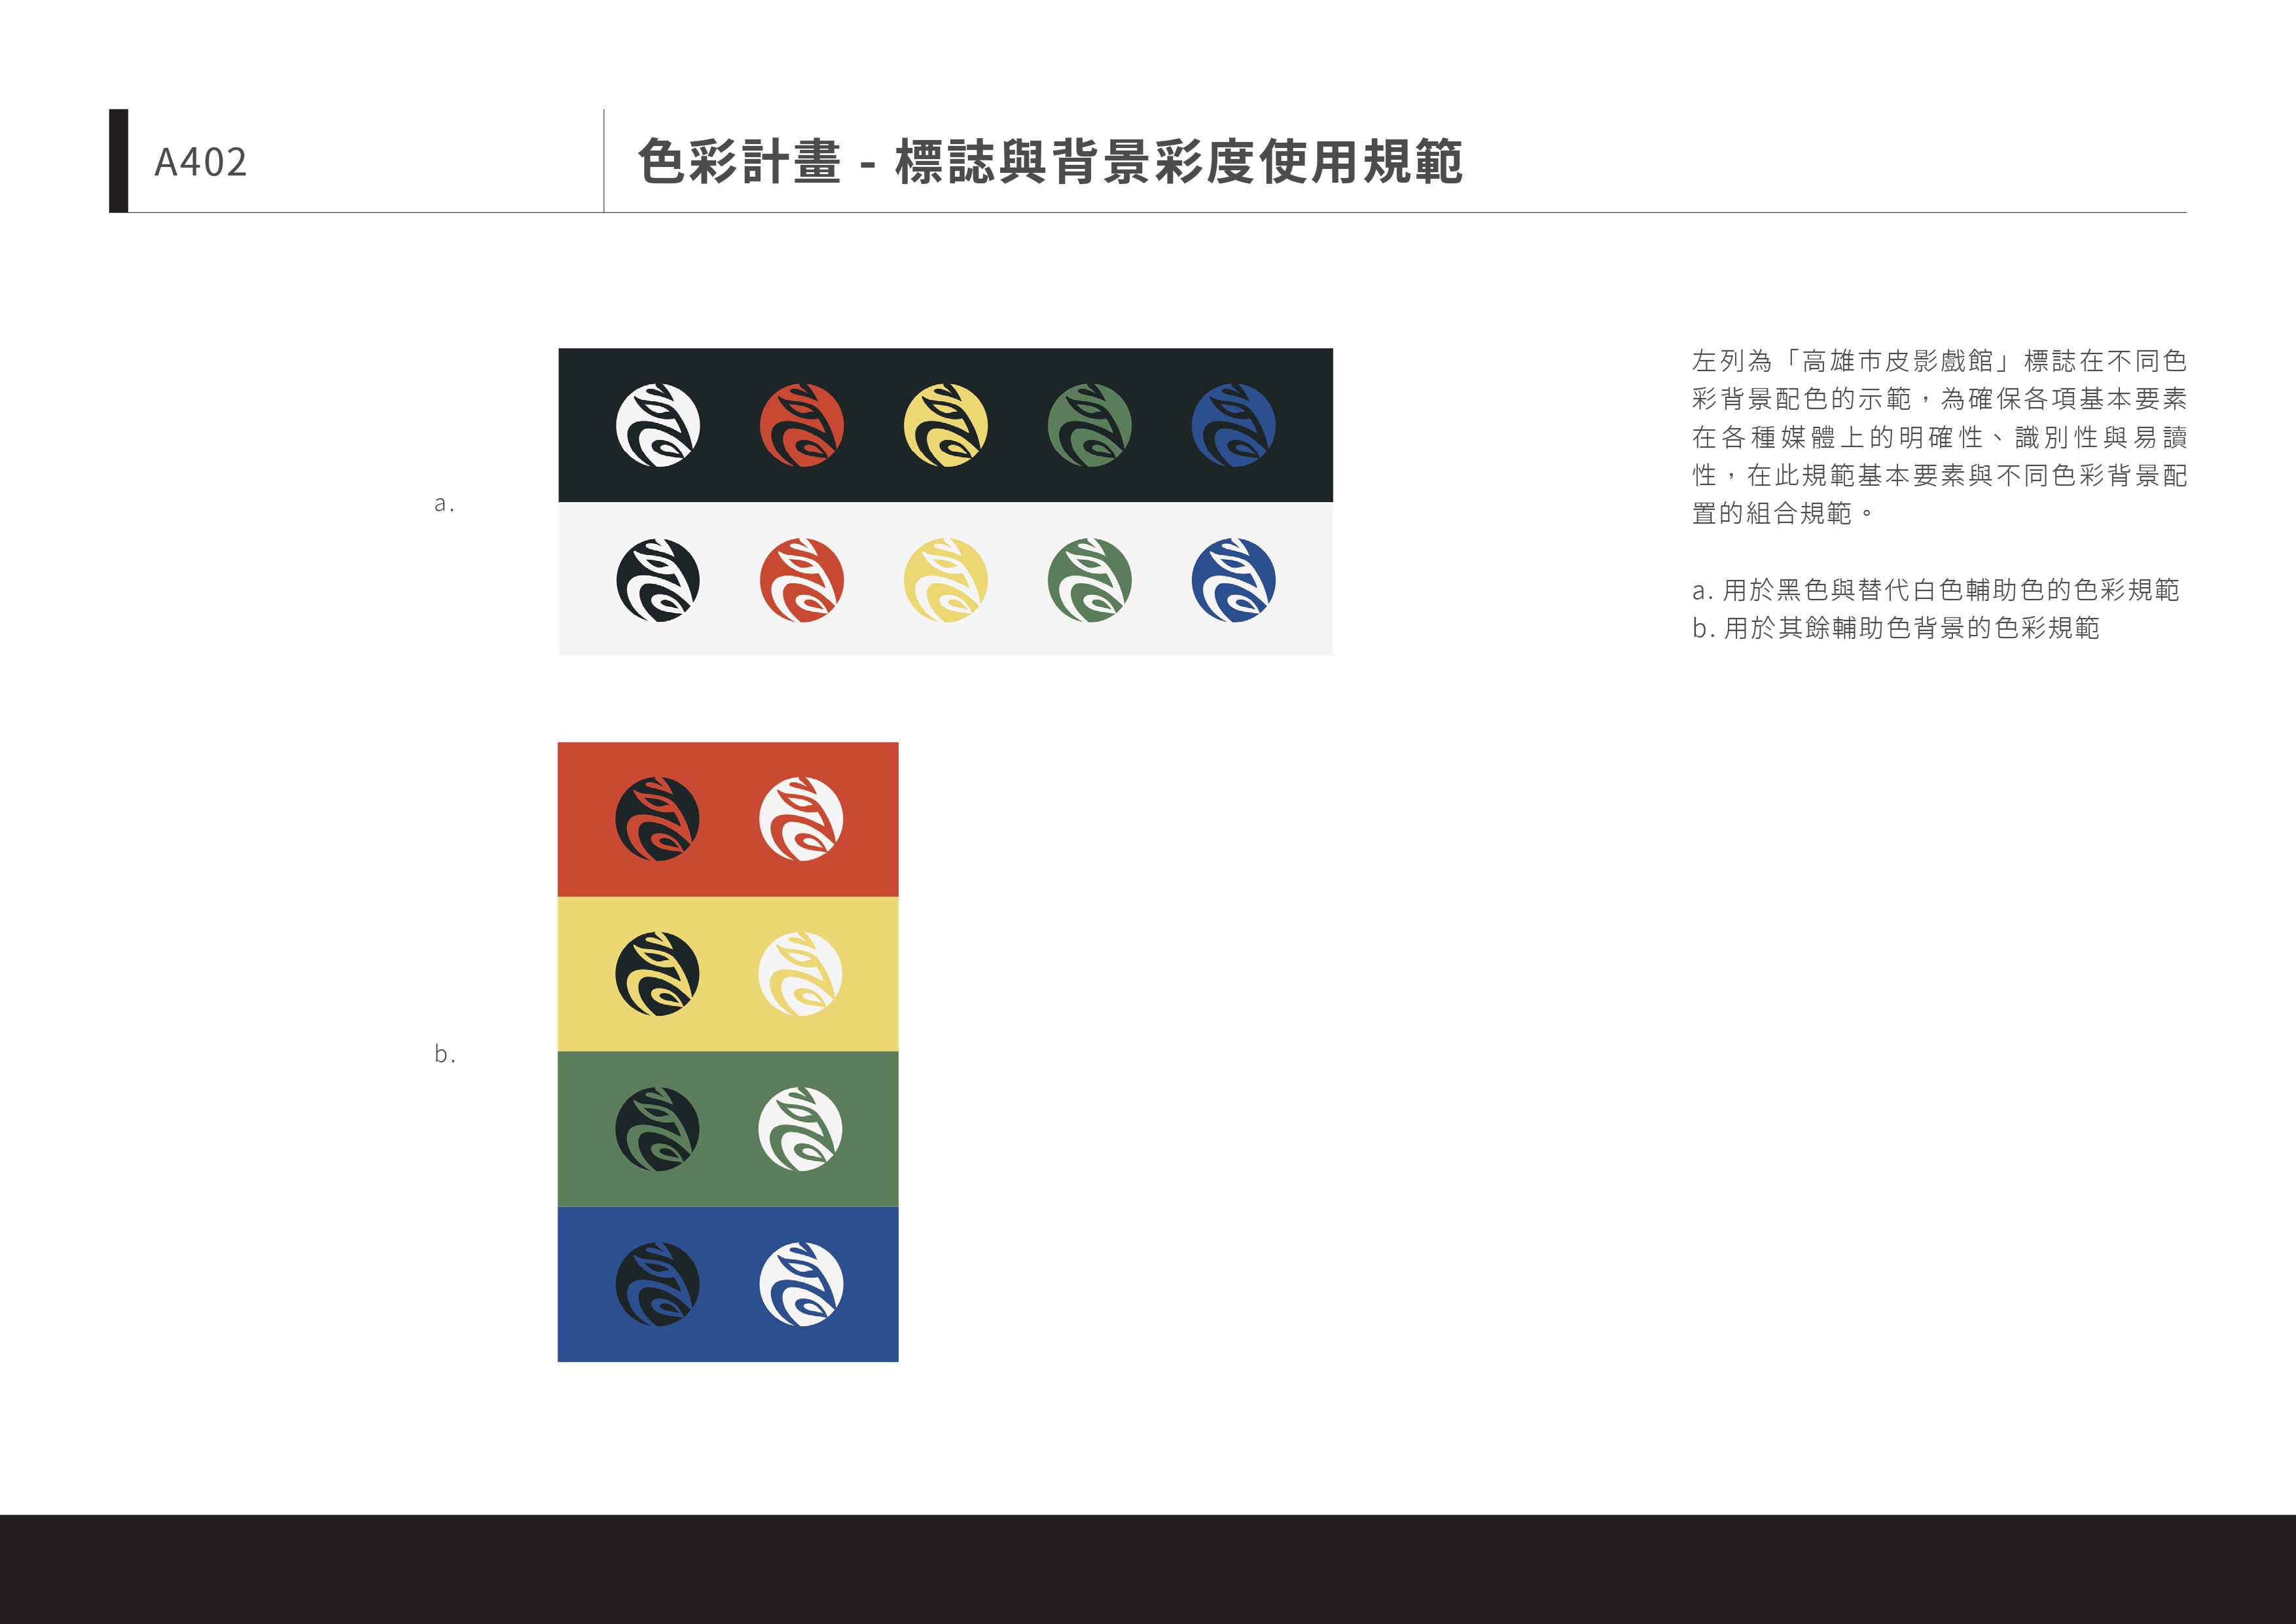 A402
色彩計畫 - 標誌與背景彩度使用規範
a.
b.
左列為「高雄市皮影戲館」標誌在不同色
彩背景配色的示範，為確保各項基本要素
在各種媒體上的明確性、識別性與易讀
性，在此規範基本要素與不同色彩背景配
置的組合規範。
a. 用於黑色與替代白色輔助色的色彩規範
b. 用於其餘輔助色背景的色彩規範